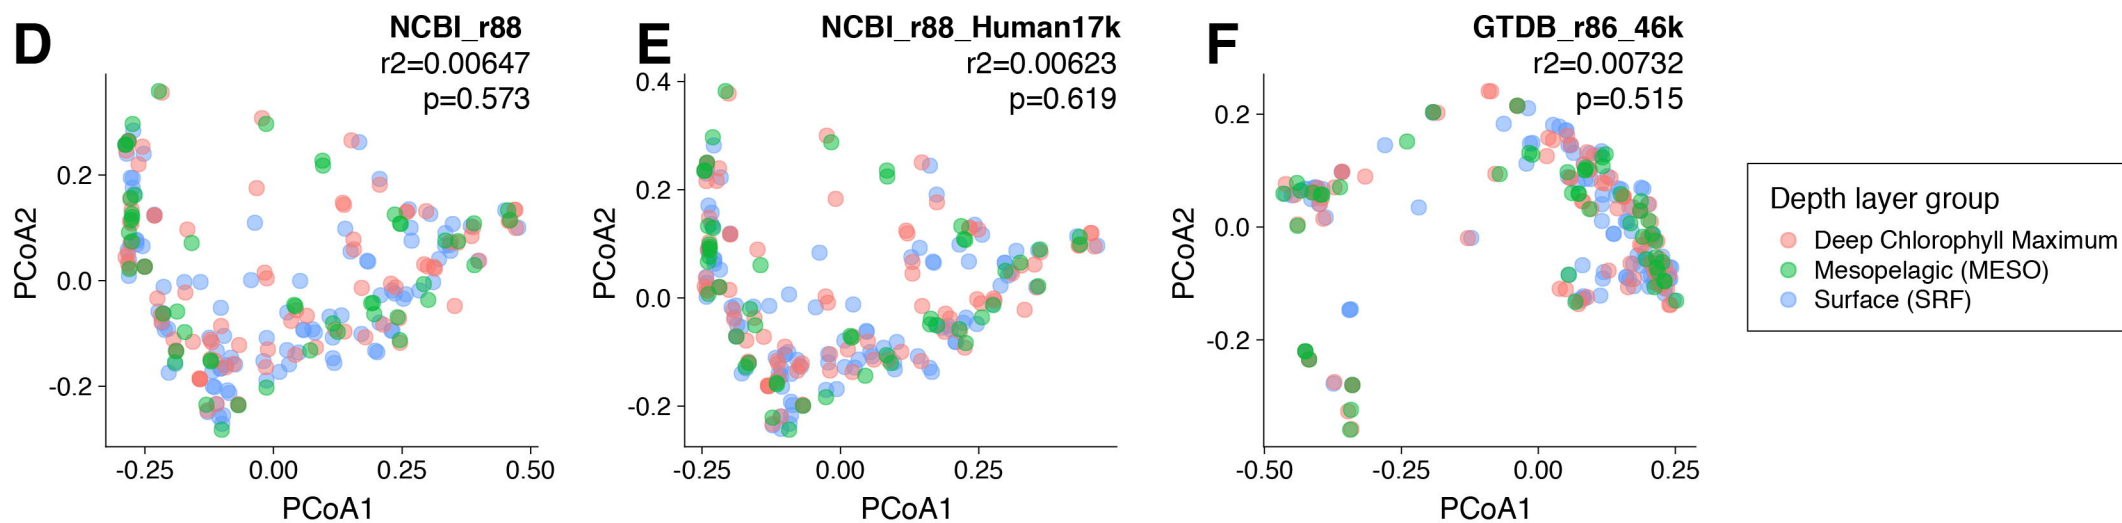 D
NCBI_r88
r2=0.00647
p=0.573
PCoA2
0.2
0.0
-0.2
-0.25
0.00
0.25
0.50
PCoA1
E
NCBI_r88_Human17k
r2=0.00623
p=0.619
PCoA2
0.4
0.2
0.0
-0.2
-0.25
0.00
0.25
PCoA1
F
GTDB_r86_46k
r2=0.00732
p=0.515
PCoA2
0.2
0.0
-0.2
-0.50
-0.25
0.00
0.25
PCoA1
Depth layer group
Deep Chlorophyll Maximum
Mesopelagic (MESO)
Surface (SRF)